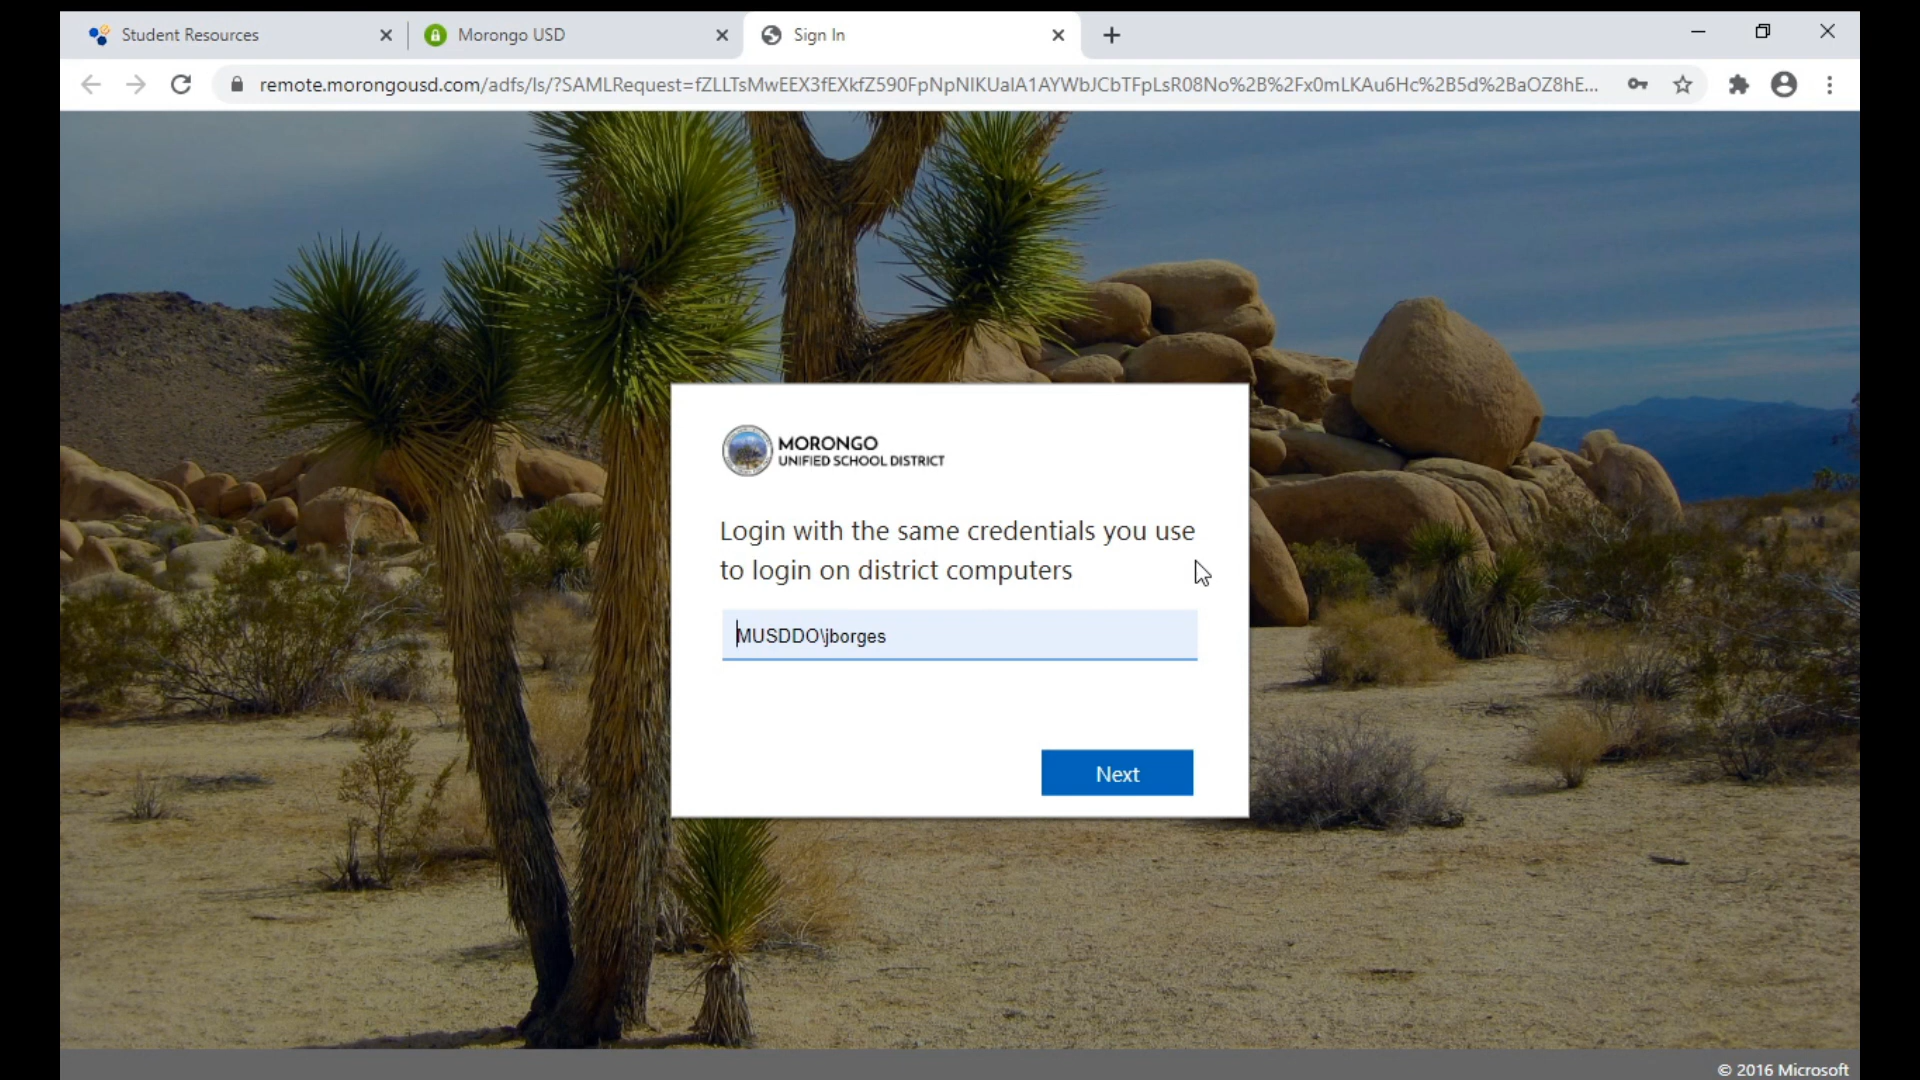 Student Resources
Morongo USD
Sign In
remote.morongousd.com/adfs/ls/?SAMLRequest=fZLLTsMwEEX3fEXkfZ590FpNpNIKUaIA1AYWbJCbTFpLsR08No%2B%2Fx0mLKAu6Hc%2B5d%2BaOZ8hE...
MORONGO
UNIFIED SCHOOL DISTRICT
Login with the same credentials you use
to login on district computers
MUSDDO\jborges
Next
© 2016 Microsoft